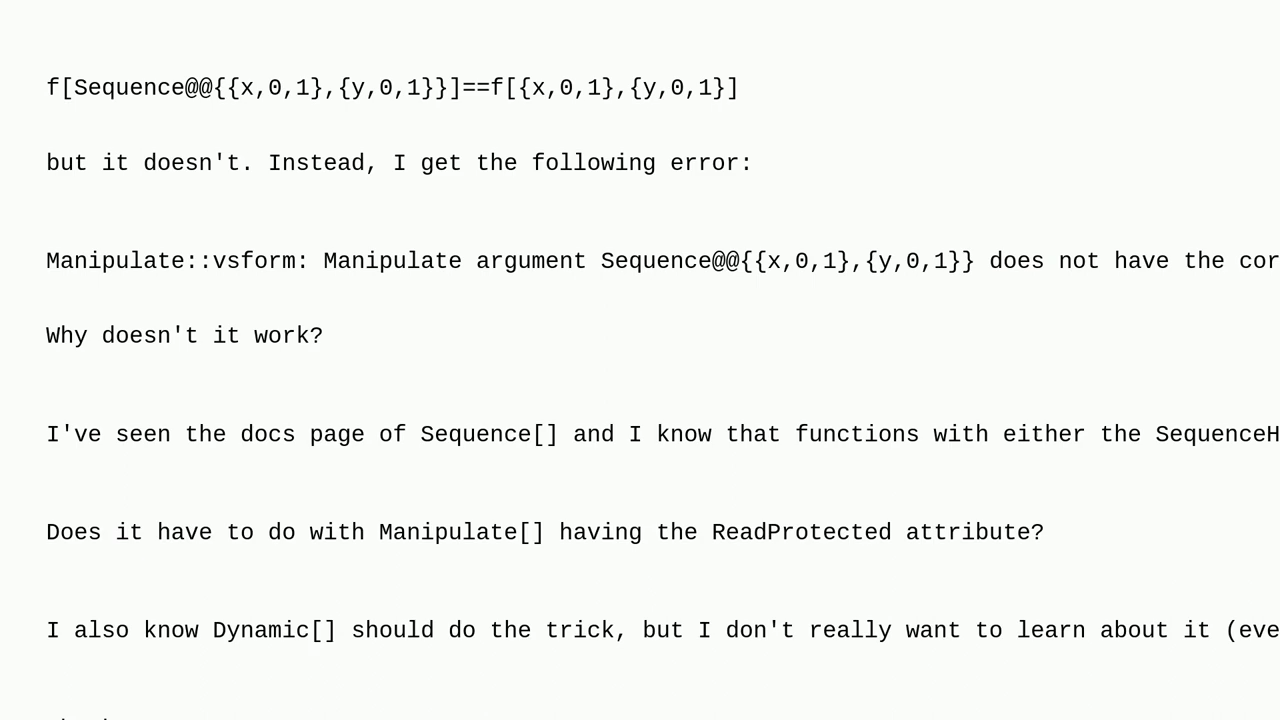 f[Sequence@@{{x,0,1},{y,0,1}}]==f[{x,0,1},{y,0,1}]
but it doesn't. Instead, I get the following error:
Manipulate::vsform: Manipulate argument Sequence@@{{x,0,1},{y,0,1}} does not have the cor
Why doesn't it work?
I've seen the docs page of Sequence[] and I know that functions with either the SequenceH
Does it have to do with Manipulate[] having the ReadProtected attribute?
I also know Dynamic[] should do the trick, but I don't really want to learn about it (eve